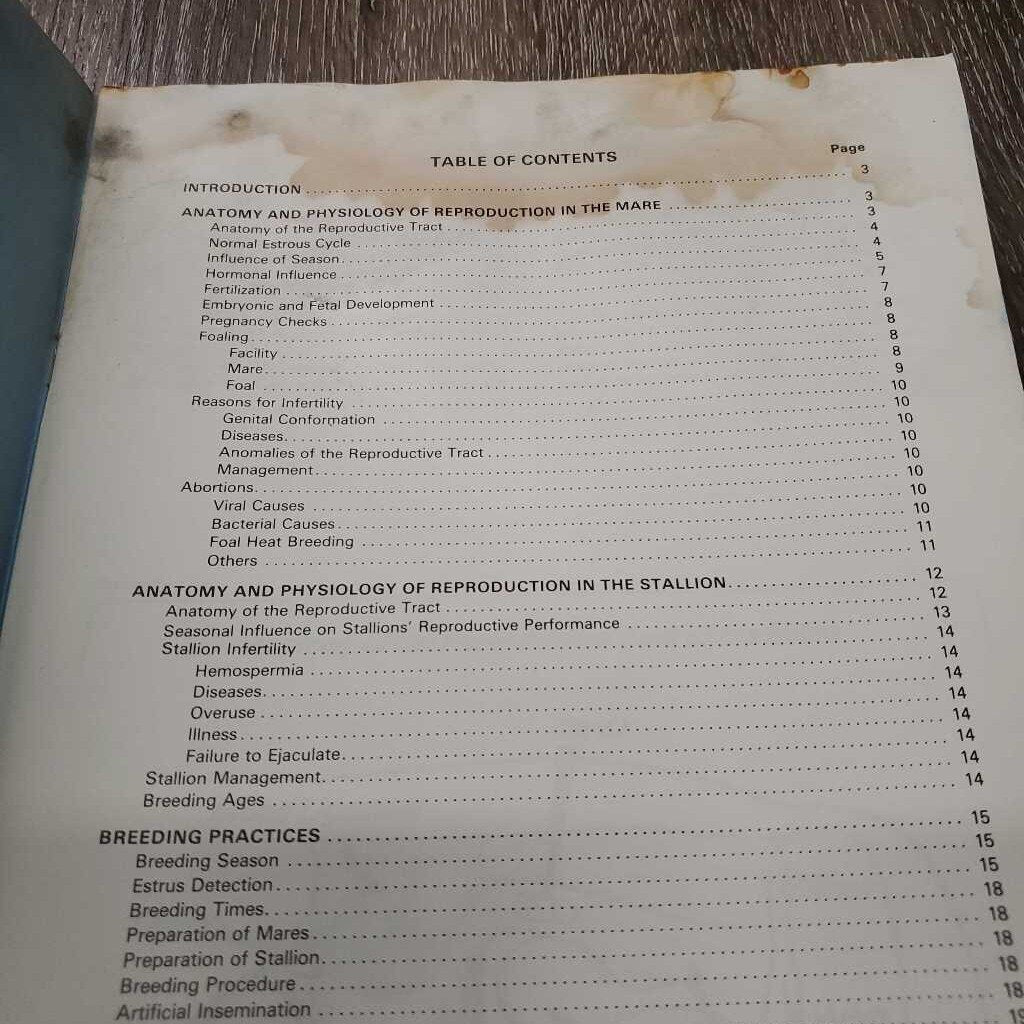 TABLE OF CONTENTS
Page
INTRODUCTION ........ 3
ANATOMY AND PHYSIOLOGY OF REPRODUCTION IN THE MARE ........ 3
Anatomy of the Reproductive Tract ........ 3
Normal Estrous Cycle ........ 4
Influence of Season ........ 4
Hormonal Influence ........ 5
Fertilization ........ 7
Embryonic and Fetal Development ........ 7
Pregnancy Checks ........ 8
Foaling ........ 8
Facility ........ 8
Mare ........ 8
Foal ........ 9
Reasons for Infertility ........ 10
Genital Conformation ........ 10
Diseases ........ 10
Anomalies of the Reproductive Tract ........ 10
Management ........ 10
Abortions ........ 10
Viral Causes ........ 10
Bacterial Causes ........ 10
Foal Heat Breeding ........ 11
Others ........ 11
ANATOMY AND PHYSIOLOGY OF REPRODUCTION IN THE STALLION ........ 12
Anatomy of the Reproductive Tract ........ 12
Seasonal Influence on Stallions' Reproductive Performance ........ 13
Stallion Infertility ........ 14
Hemospermia ........ 14
Diseases ........ 14
Overuse ........ 14
Illness ........ 14
Failure to Ejaculate ........ 14
Stallion Management ........ 14
Breeding Ages ........ 14
BREEDING PRACTICES ........ 15
Breeding Season ........ 15
Estrus Detection ........ 15
Breeding Times ........ 18
Preparation of Mares ........ 18
Preparation of Stallion ........ 18
Breeding Procedure ........ 18
Artificial Insemination ........ 18